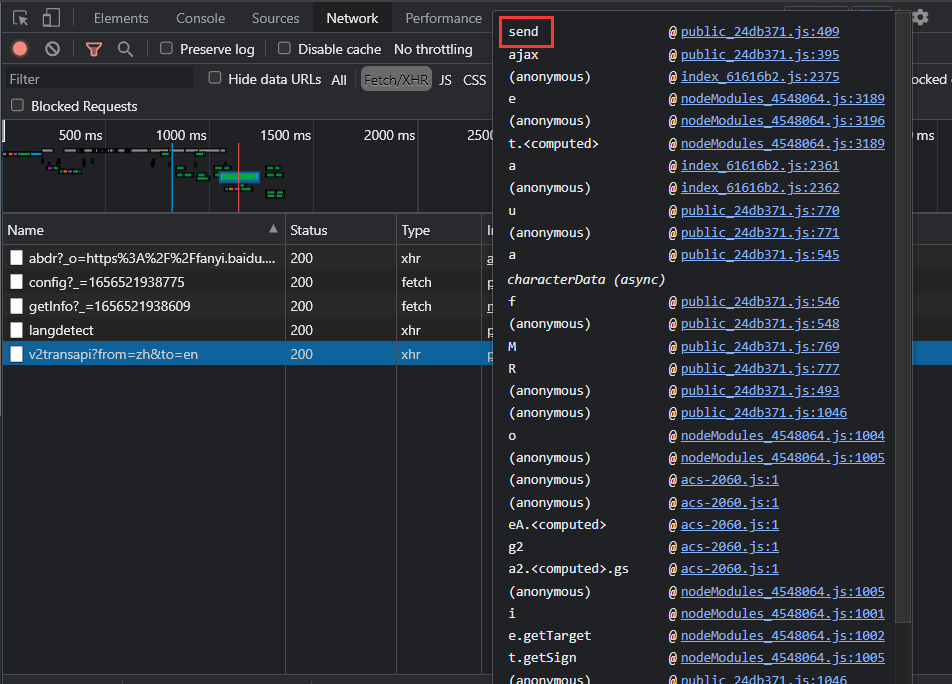 Elements Console Sources Network Performance
Preserve log Disable cache No throttling
Filter Hide data URLs All Fetch/XHR JS CSS ocked
Blocked Requests
500 ms 1000 ms 1500 ms 2000 ms 2500 ms
Name Status Type
abdr?_o=https%3A%2F%2Ffanyi.baidu.... 200 xhr
config?_=1656521938775 200 fetch
getInfo?_=1656521938609 200 fetch
langdetect 200 xhr
v2transapi?from=zh&to=en 200 xhr
send @ public_24db371.js:409
ajax @ public_24db371.js:395
(anonymous) @ index_61616b2.js:2375
e @ nodeModules_4548064.js:3189
(anonymous) @ nodeModules_4548064.js:3196
t.<computed> @ nodeModules_4548064.js:3189
a @ index_61616b2.js:2361
(anonymous) @ index_61616b2.js:2362
u @ public_24db371.js:770
(anonymous) @ public_24db371.js:771
a @ public_24db371.js:545
characterData (async)
f @ public_24db371.js:546
(anonymous) @ public_24db371.js:548
M @ public_24db371.js:769
R @ public_24db371.js:777
(anonymous) @ public_24db371.js:493
(anonymous) @ public_24db371.js:1046
o @ nodeModules_4548064.js:1004
(anonymous) @ nodeModules_4548064.js:1005
(anonymous) @ acs-2060.js:1
(anonymous) @ acs-2060.js:1
eA.<computed> @ acs-2060.js:1
g2 @ acs-2060.js:1
a2.<computed>.gs @ acs-2060.js:1
(anonymous) @ nodeModules_4548064.js:1005
i @ nodeModules_4548064.js:1001
e.getTarget @ nodeModules_4548064.js:1002
t.getSign @ nodeModules_4548064.js:1005
(anonymous) @ public_24db371.js:1046